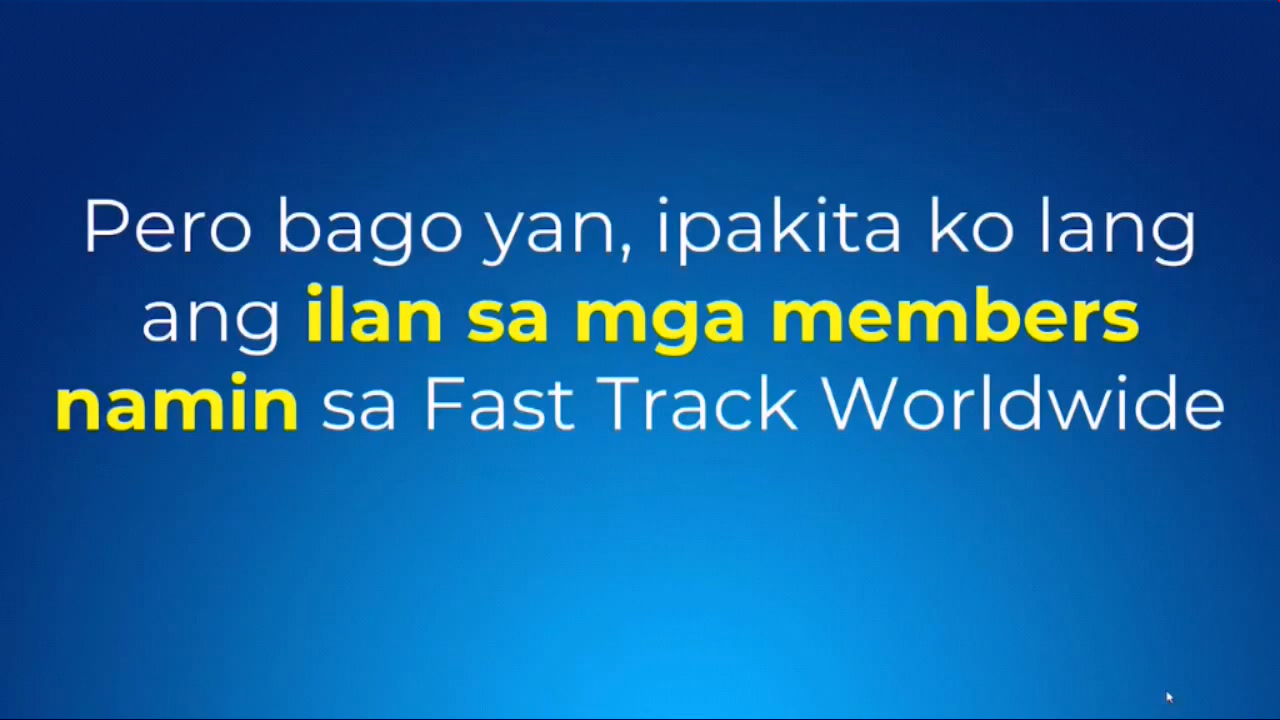 Pero bago yan, ipakita ko lang
ang ilan sa mga members
namin sa Fast Track Worldwide